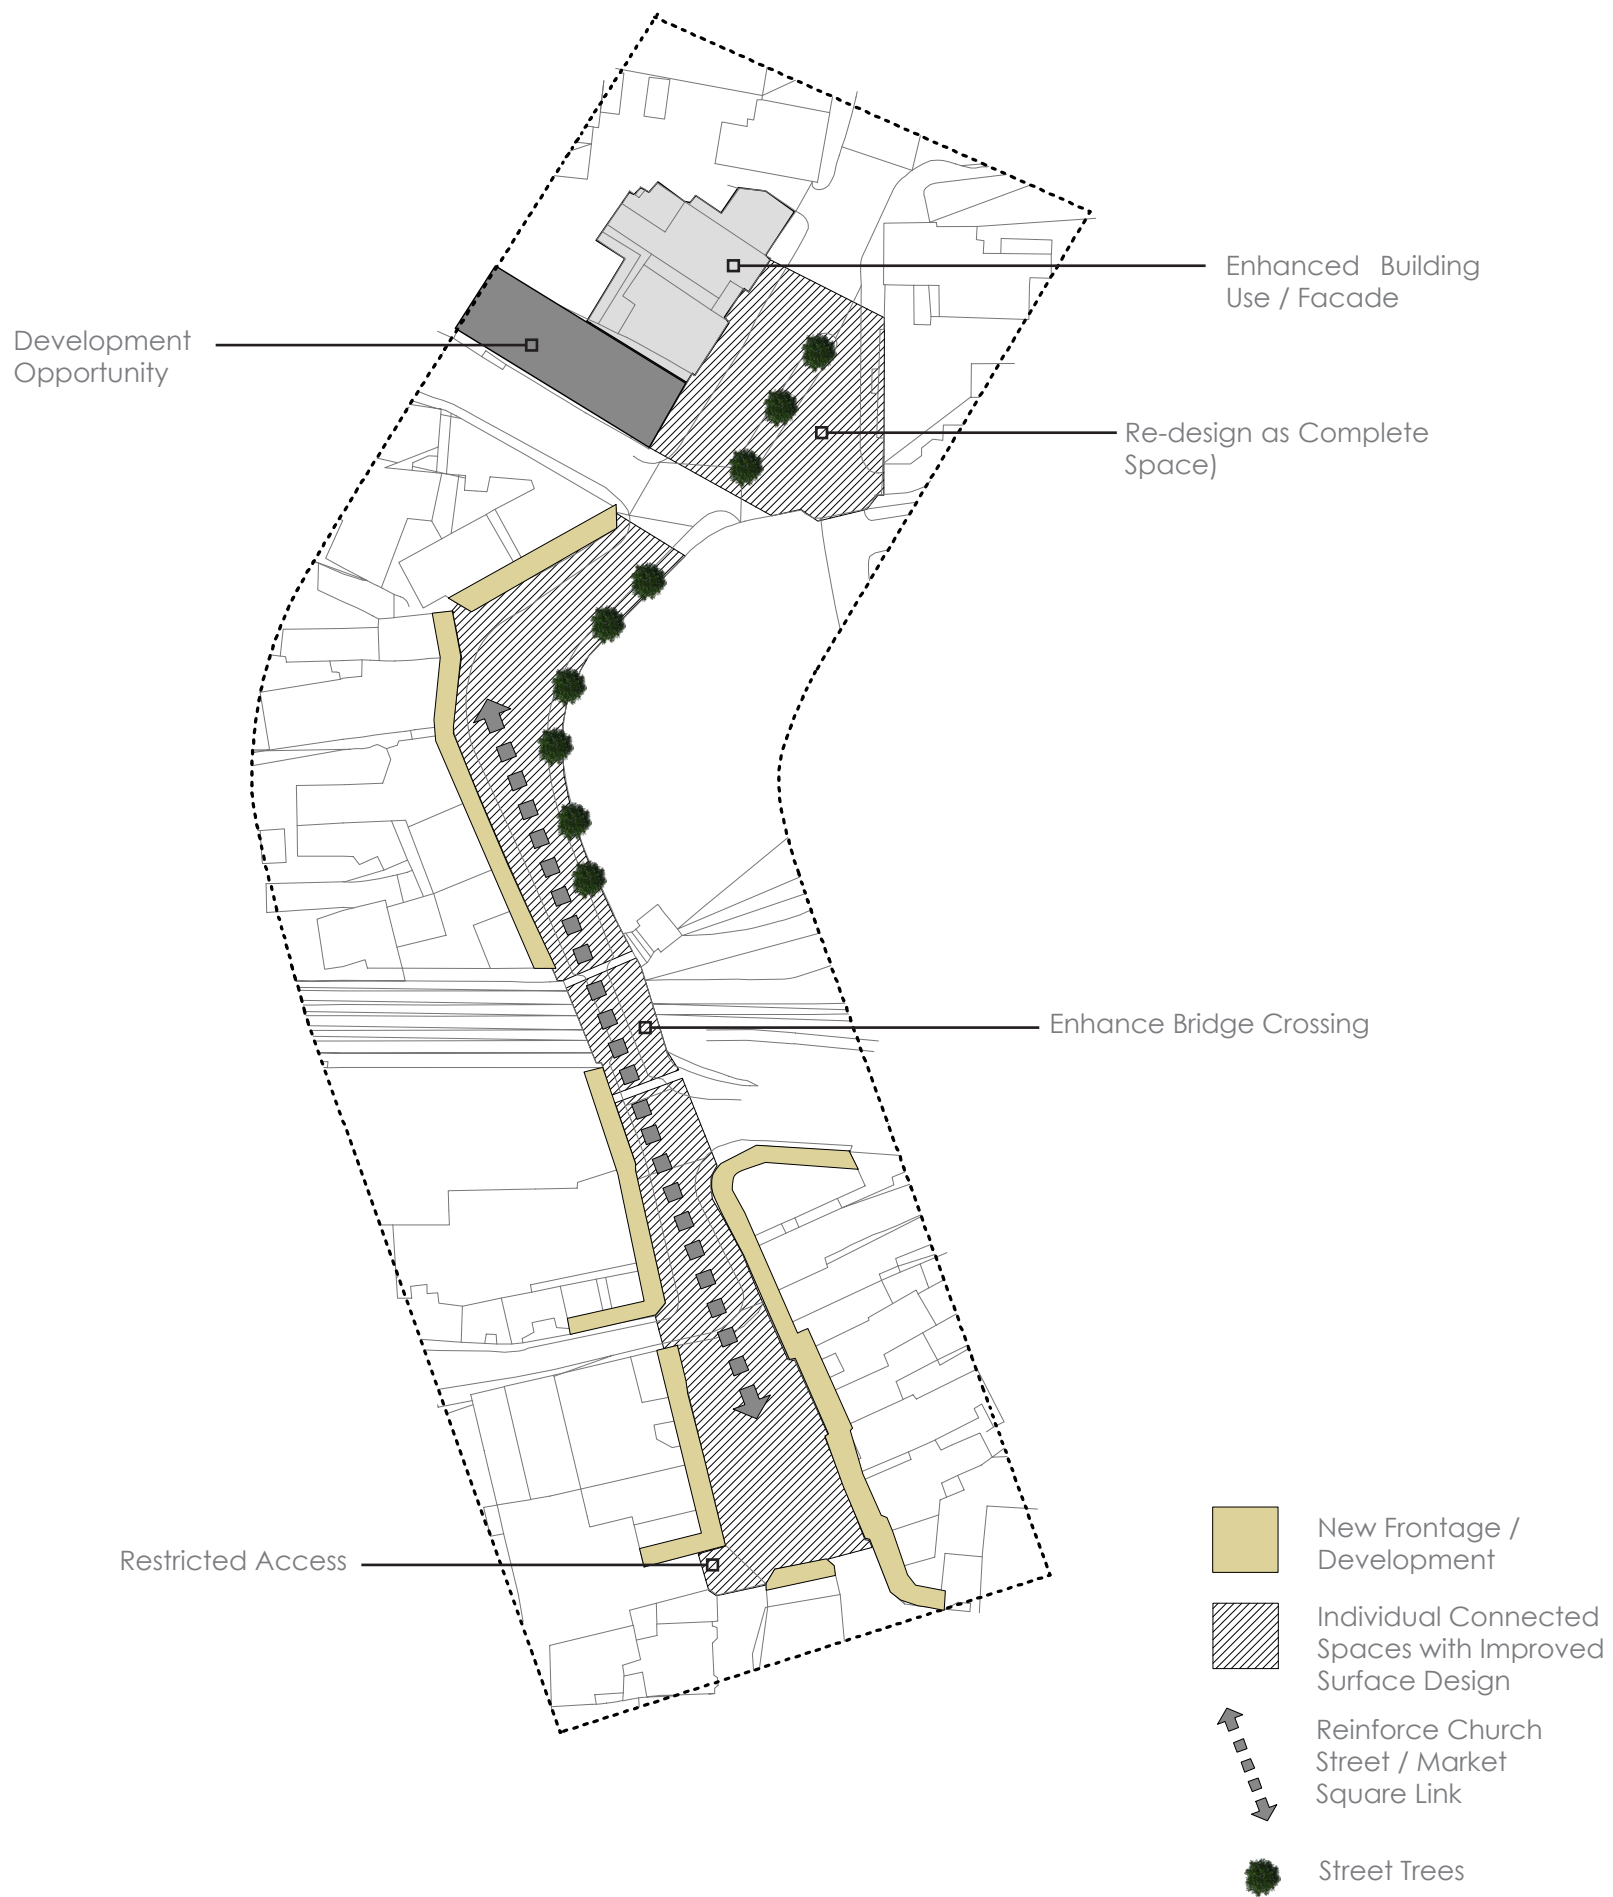 Enhanced Building
Use / Facade
Development
Opportunity
Re-design as Complete
Space)
Enhance Bridge Crossing
Restricted Access
New Frontage /
Development
Individual Connected
Spaces with Improved
Surface Design
Reinforce Church
Street / Market
Square Link
Street Trees